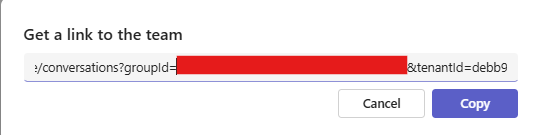 Get a link to the team
e/conversations?groupId=
&tenantId=debb9
Cancel Copy